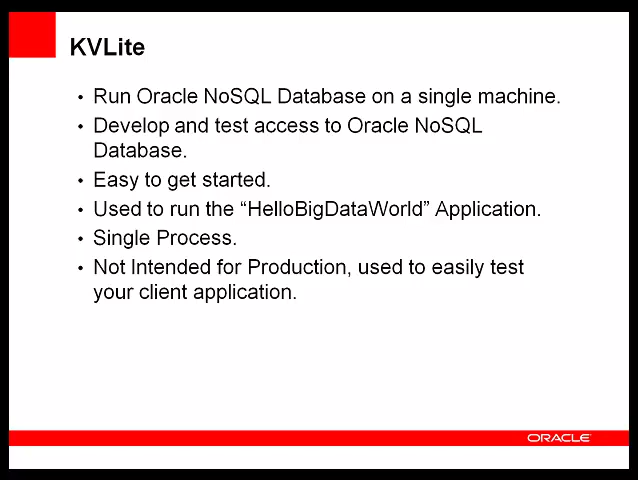 KVLite
• Run Oracle NoSQL Database on a single machine.
• Develop and test access to Oracle NoSQL
Database.
• Easy to get started.
• Used to run the “HelloBigDataWorld” Application.
• Single Process.
• Not Intended for Production, used to easily test
your client application.
ORACLE